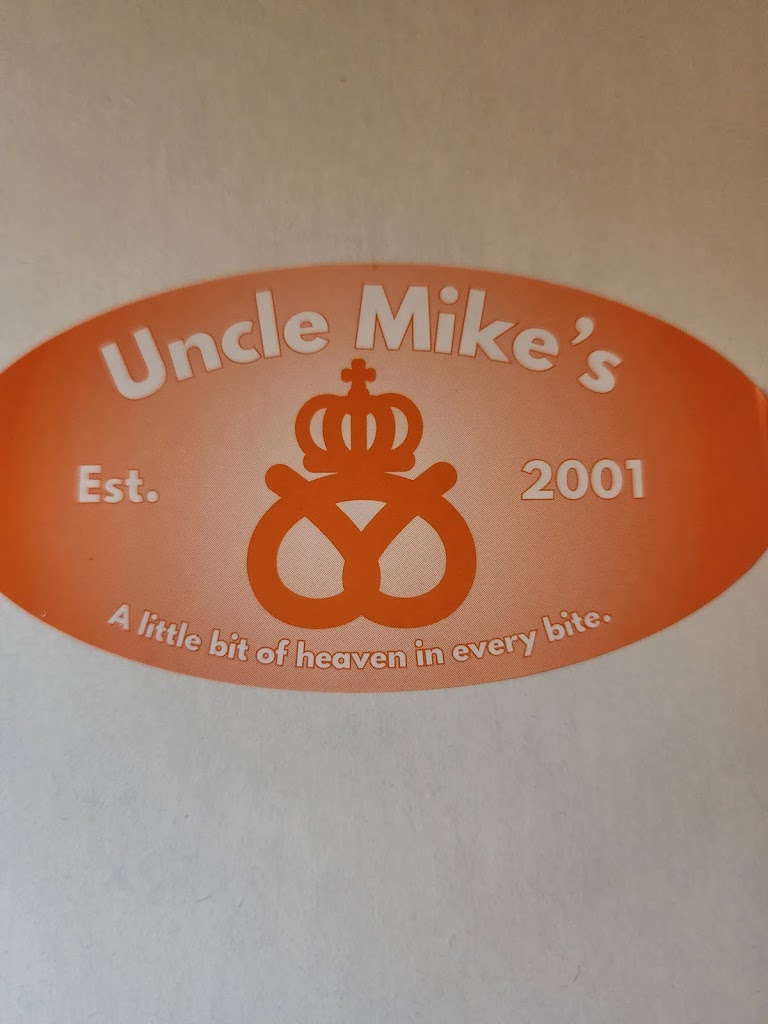 Uncle Mike's
Est. 2001
A little bit of heaven in every bite.